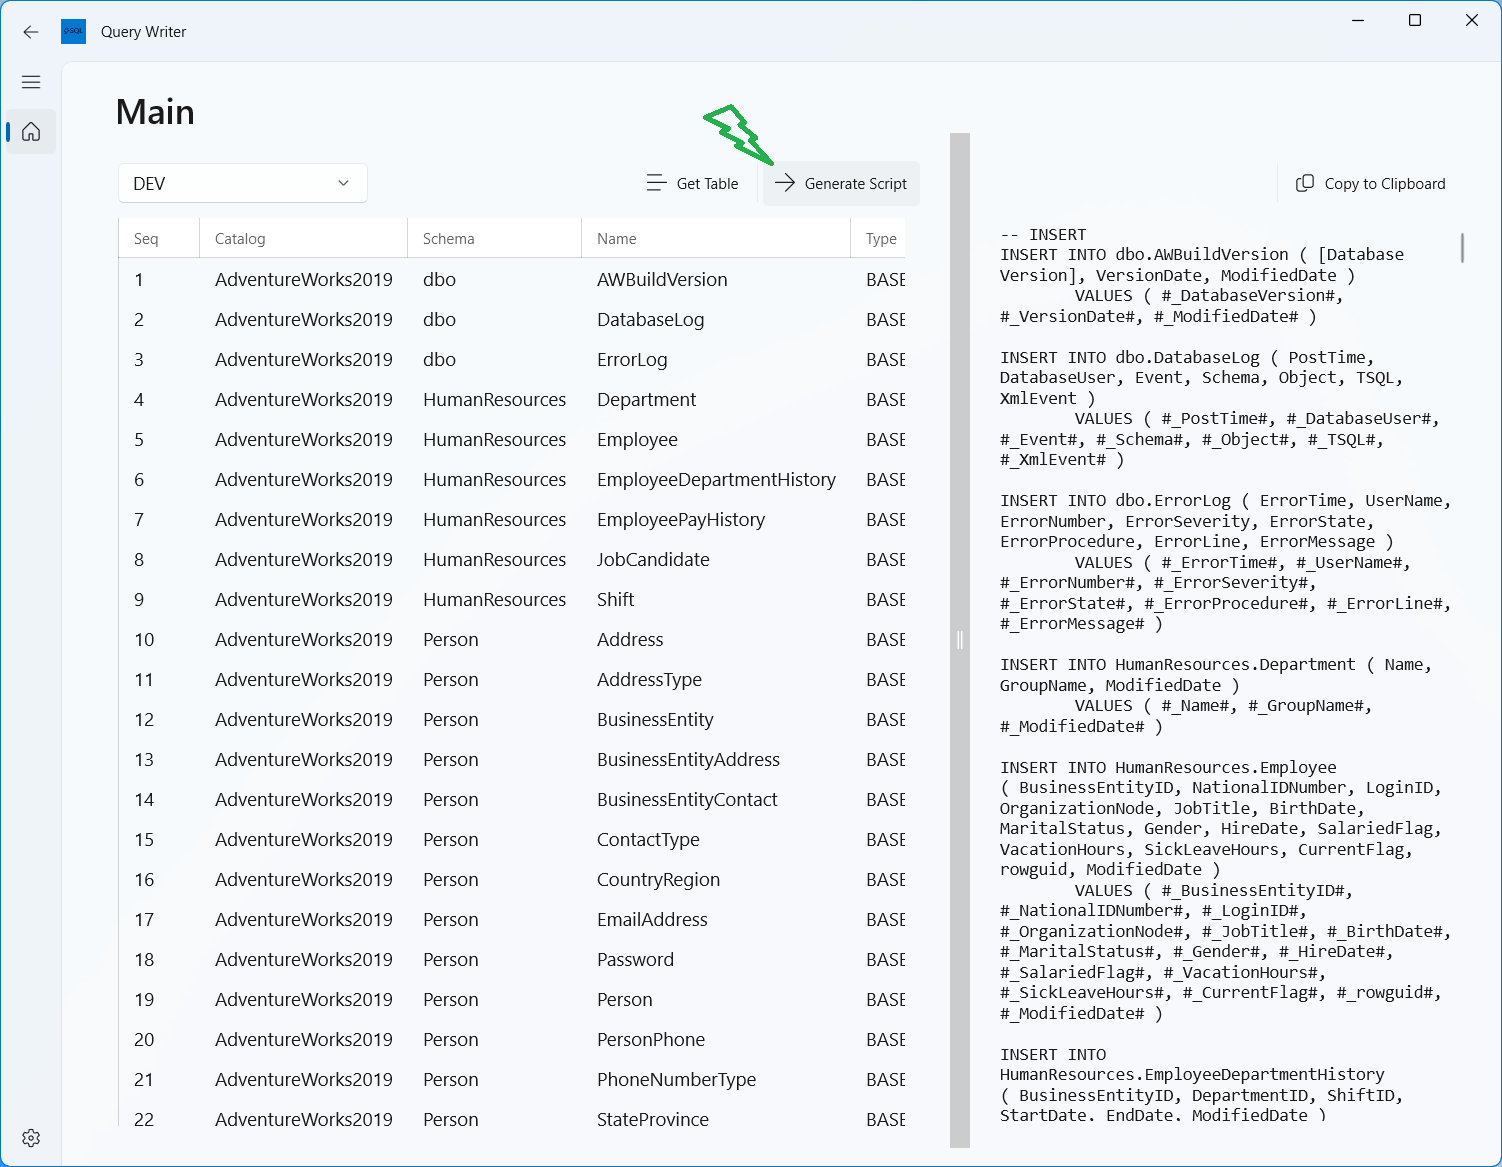 Query Writer
Main
DEV
Get Table
Generate Script
Copy to Clipboard
Seq Catalog Schema Name Type
1 AdventureWorks2019 dbo AWBuildVersion BASE
2 AdventureWorks2019 dbo DatabaseLog BASE
3 AdventureWorks2019 dbo ErrorLog BASE
4 AdventureWorks2019 HumanResources Department BASE
5 AdventureWorks2019 HumanResources Employee BASE
6 AdventureWorks2019 HumanResources EmployeeDepartmentHistory BASE
7 AdventureWorks2019 HumanResources EmployeePayHistory BASE
8 AdventureWorks2019 HumanResources JobCandidate BASE
9 AdventureWorks2019 HumanResources Shift BASE
10 AdventureWorks2019 Person Address BASE
11 AdventureWorks2019 Person AddressType BASE
12 AdventureWorks2019 Person BusinessEntity BASE
13 AdventureWorks2019 Person BusinessEntityAddress BASE
14 AdventureWorks2019 Person BusinessEntityContact BASE
15 AdventureWorks2019 Person ContactType BASE
16 AdventureWorks2019 Person CountryRegion BASE
17 AdventureWorks2019 Person EmailAddress BASE
18 AdventureWorks2019 Person Password BASE
19 AdventureWorks2019 Person Person BASE
20 AdventureWorks2019 Person PersonPhone BASE
21 AdventureWorks2019 Person PhoneNumberType BASE
22 AdventureWorks2019 Person StateProvince BASE
-- INSERT
INSERT INTO dbo.AWBuildVersion ( [Database
Version], VersionDate, ModifiedDate )
VALUES ( #_DatabaseVersion#,
#_VersionDate#, #_ModifiedDate# )
INSERT INTO dbo.DatabaseLog ( PostTime,
DatabaseUser, Event, Schema, Object, TSQL,
XmlEvent )
VALUES ( #_PostTime#, #_DatabaseUser#,
#_Event#, #_Schema#, #_Object#, #_TSQL#,
#_XmlEvent# )
INSERT INTO dbo.ErrorLog ( ErrorTime, UserName,
ErrorNumber, ErrorSeverity, ErrorState,
ErrorProcedure, ErrorLine, ErrorMessage )
VALUES ( #_ErrorTime#, #_UserName#,
#_ErrorNumber#, #_ErrorSeverity#,
#_ErrorState#, #_ErrorProcedure#, #_ErrorLine#,
#_ErrorMessage# )
INSERT INTO HumanResources.Department ( Name,
GroupName, ModifiedDate )
VALUES ( #_Name#, #_GroupName#,
#_ModifiedDate# )
INSERT INTO HumanResources.Employee
( BusinessEntityID, NationalIDNumber, LoginID,
OrganizationNode, JobTitle, BirthDate,
MaritalStatus, Gender, HireDate, SalariedFlag,
VacationHours, SickLeaveHours, CurrentFlag,
rowguid, ModifiedDate )
VALUES ( #_BusinessEntityID#,
#_NationalIDNumber#, #_LoginID#,
#_OrganizationNode#, #_JobTitle#, #_BirthDate#,
#_MaritalStatus#, #_Gender#, #_HireDate#,
#_SalariedFlag#, #_VacationHours#,
#_SickLeaveHours#, #_CurrentFlag#, #_rowguid#,
#_ModifiedDate# )
INSERT INTO
HumanResources.EmployeeDepartmentHistory
( BusinessEntityID, DepartmentID, ShiftID,
StartDate, EndDate, ModifiedDate )